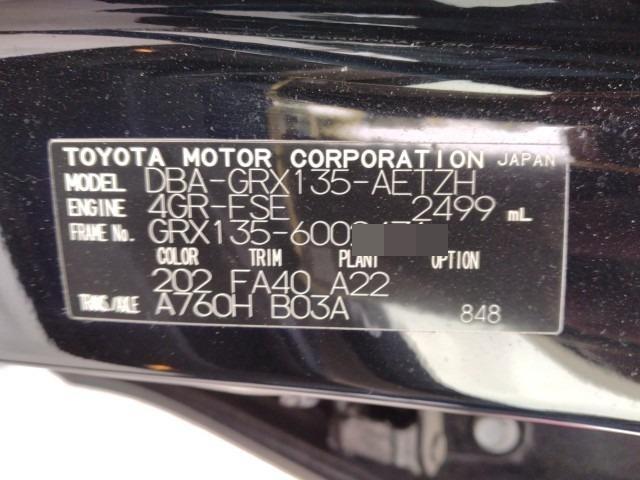 TOYOTA MOTOR CORPORATION JAPAN
MODEL DBA-GRX135-AETZH
ENGINE 4GR-FSE 2499 mL
FRAME No. GRX135-600
COLOR TRIM PLANT OPTION
202 FA40 A22
TRANS/AXLE A760H B03A 848